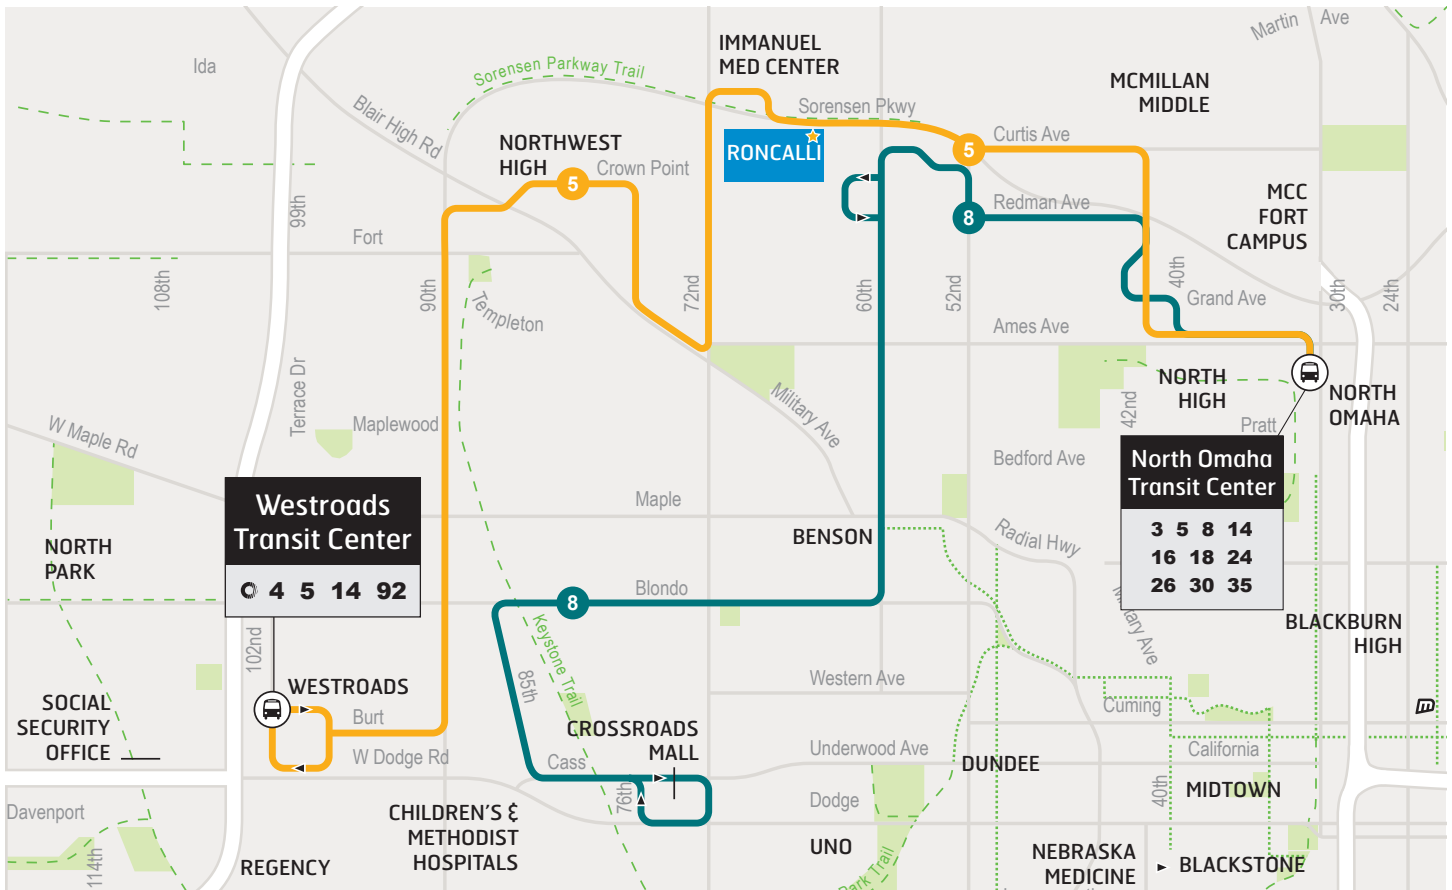 Martin Ave
IMMANUEL
MED CENTER
Ida
Sorensen Parkway Trail
MCMILLAN
MIDDLE
Blair High Rd
Sorensen Pkwy
NORTHWEST
HIGH
Crown Point
5
RONCALLI
5
Curtis Ave
99th
Fort
108th
90th
Templeton
72nd
8
Redman Ave
MCC
FORT
CAMPUS
60th
52nd
40th
Grand Ave
30th
24th
Ames Ave
Terrace Dr
Maplewood
Military Ave
NORTH
HIGH
42nd
Pratt
NORTH
OMAHA
W Maple Rd
Bedford Ave
North Omaha
Transit Center
3 5 8 14
16 18 24
26 30 35
Westroads
Transit Center
4 5 14 92
Maple
BENSON
Radial Hwy
NORTH
PARK
8
Blondo
Military Ave
BLACKBURN
HIGH
102nd
Keystone Trail
85th
Western Ave
WESTROADS
Burt
W Dodge Rd
SOCIAL
SECURITY
OFFICE
CROSSROADS
MALL
Cass
76th
Cuming
Underwood Ave
DUNDEE
California
40th
MIDTOWN
Dodge
Davenport
114th
CHILDREN'S &
METHODIST
HOSPITALS
REGENCY
UNO
Park Trail
NEBRASKA
MEDICINE
BLACKSTONE